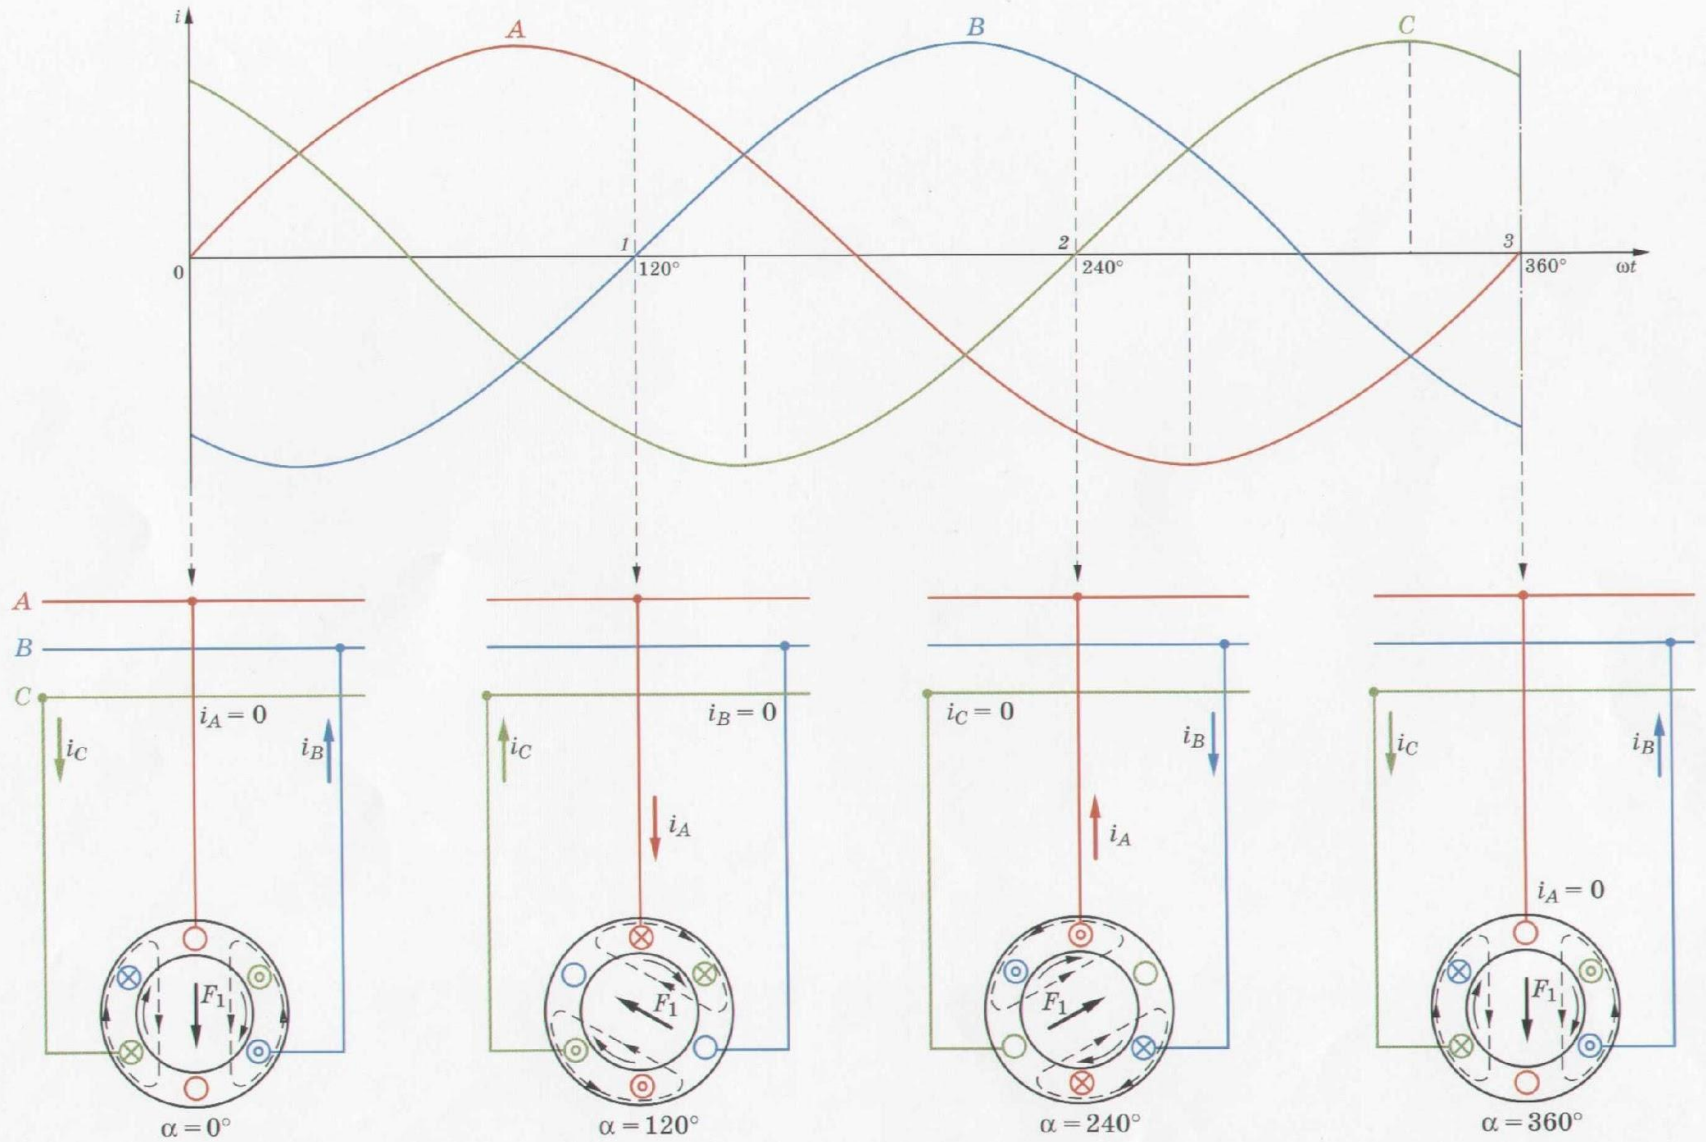 i A B C
0 1 120° 2 240° 3 360° ωt
A
B
C
i_A = 0 i_B = 0 i_C = 0
i_C i_B i_C i_B i_C i_B
i_A i_A
i_A = 0
F_1 F_1 F_1 F_1
α = 0° α = 120° α = 240° α = 360°